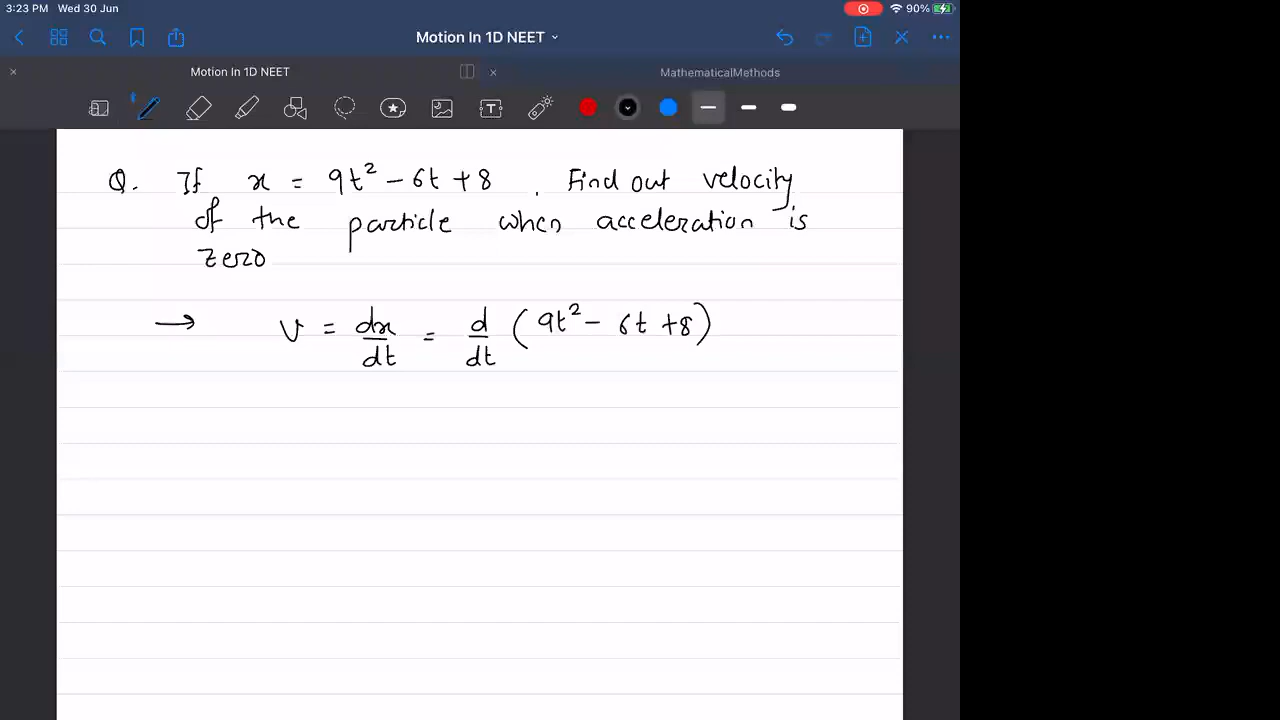 3:23 PM Wed 30 Jun
90%
Motion In 1D NEET
Motion In 1D NEET
MathematicalMethods
Q. If x = 9t² - 6t + 8 . Find out velocity
of the particle when acceleration is
zero
→ v = dx/dt = d/dt (9t² - 6t + 8)